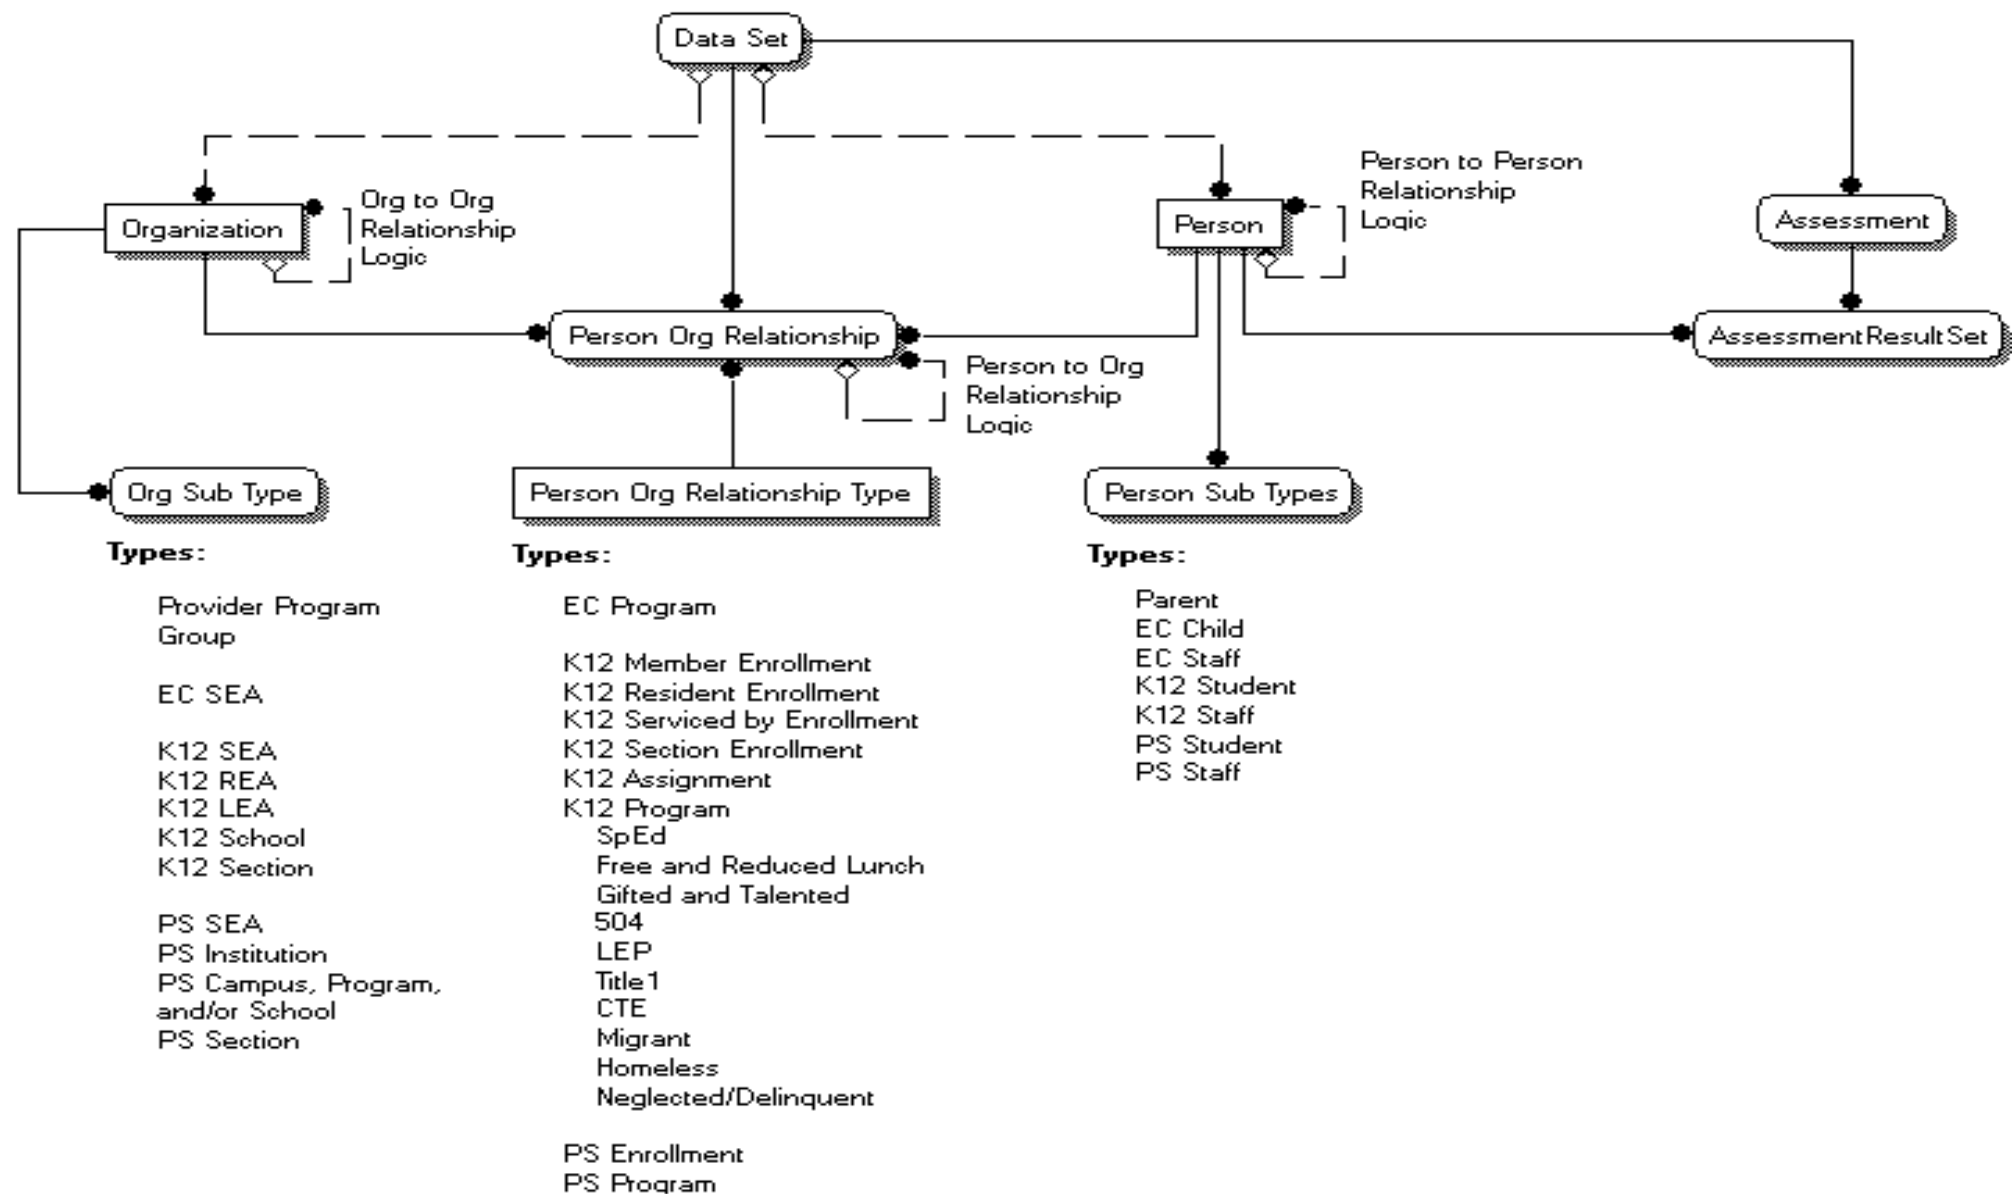 Data Set
Person to Person
Relationship
Logic
Org to Org
Relationship
Logic
Organization
Person
Assessment
Person Org Relationship
AssessmentResultSet
Person to Org
Relationship
Logic
Org Sub Type
Person Org Relationship Type
Person Sub Types
Types:
Provider Program
Group
EC SEA
K12 SEA
K12 REA
K12 LEA
K12 School
K12 Section
PS SEA
PS Institution
PS Campus, Program,
and/or School
PS Section
Types:
EC Program
K12 Member Enrollment
K12 Resident Enrollment
K12 Serviced by Enrollment
K12 Section Enrollment
K12 Assignment
K12 Program
SpEd
Free and Reduced Lunch
Gifted and Talented
504
LEP
Title1
CTE
Migrant
Homeless
Neglected/Delinquent
PS Enrollment
PS Program
Types:
Parent
EC Child
EC Staff
K12 Student
K12 Staff
PS Student
PS Staff